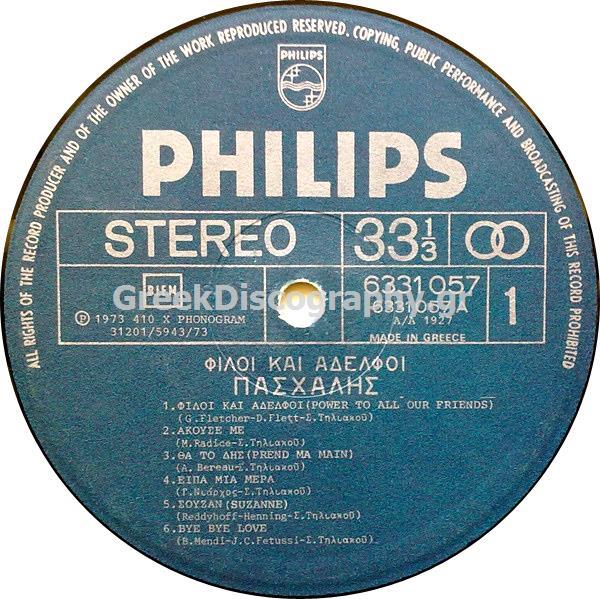 ALL RIGHTS OF THE RECORD PRODUCER AND OF THE OWNER OF THE WORK REPRODUCED RESERVED. COPYING, PUBLIC PERFORMANCE AND BROADCASTING OF THIS RECORD PROHIBITED
PHILIPS
PHILIPS
STEREO 33 1/3
BIEM 6331 057 1
GreekDiscography.gr
℗ 1973 410 X PHONOGRAM A/A 1927
31201/5943/73 MADE IN GREECE
ΦΙΛΟΙ ΚΑΙ ΑΔΕΛΦΟΙ
ΠΑΣΧΑΛΗΣ
1.ΦΙΛΟΙ ΚΑΙ ΑΔΕΛΦΟΙ(POWER TO ALL OUR FRIENDS)
(G.Fletcher-D.Flett-Σ.Τηλιακού)
2.ΑΚΟΥΣΕ ΜΕ
(M.Radice-Σ.Τηλιακού)
3.ΘΑ ΤΟ ΔΗΣ(PREND MA MAIN)
(A. Bereau-Σ.Τηλιακού)
4.ΕΙΠΑ ΜΙΑ ΜΕΡΑ
(Γ.Νιάρχος-Σ.Τηλιακού)
5.ΣΟΥΖΑΝ(SUZANNE)
(Reddyhoff-Henning-Σ.Τηλιακού)
6.BYE BYE LOVE
(B.Mendi-J.C.Fetussi-Σ.Τηλιακού)